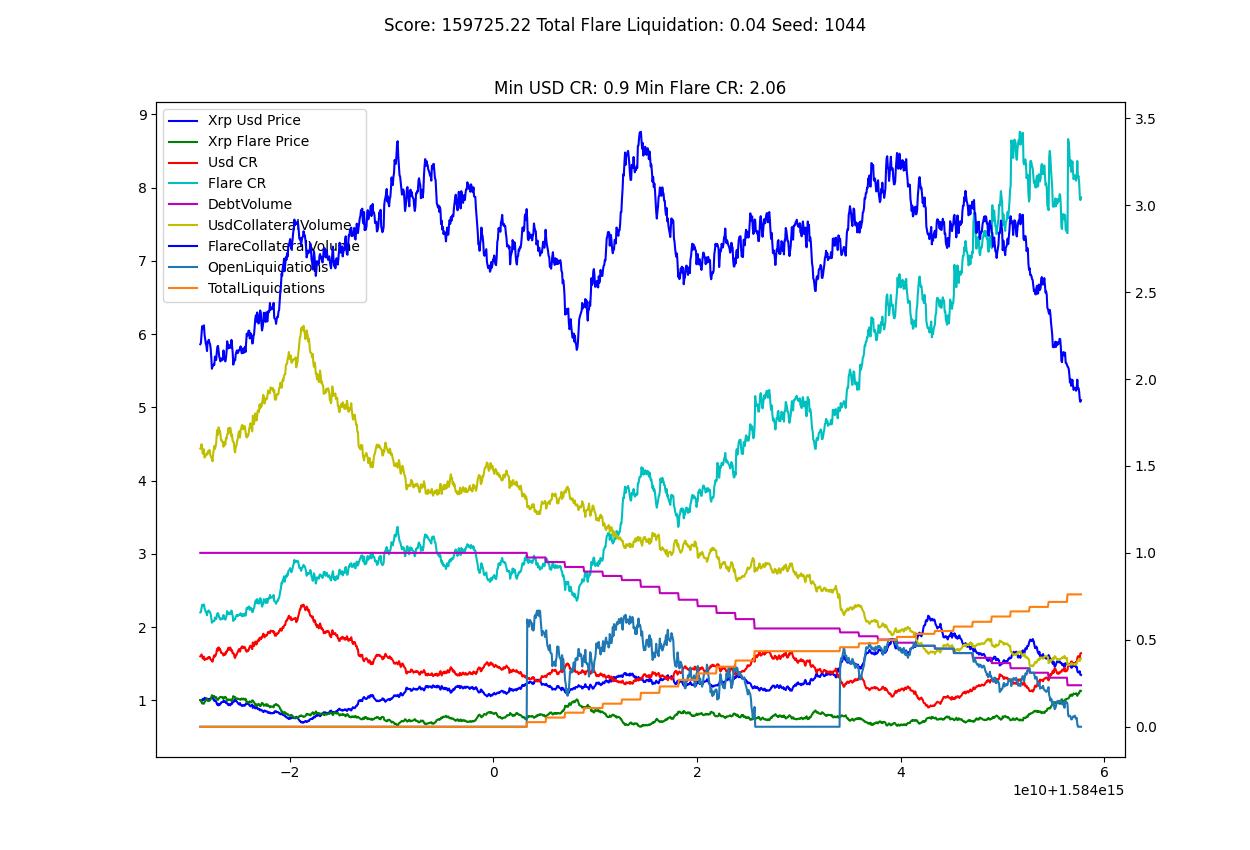 Score: 159725.22 Total Flare Liquidation: 0.04 Seed: 1044
Min USD CR: 0.9 Min Flare CR: 2.06
Xrp Usd Price
Xrp Flare Price
Usd CR
Flare CR
DebtVolume
UsdCollateralVolume
FlareCollateralVolume
OpenLiquidations
TotalLiquidations
9
8
7
6
5
4
3
2
1
3.5
3.0
2.5
2.0
1.5
1.0
0.5
0.0
−2 0 2 4 6
1e10+1.584e15